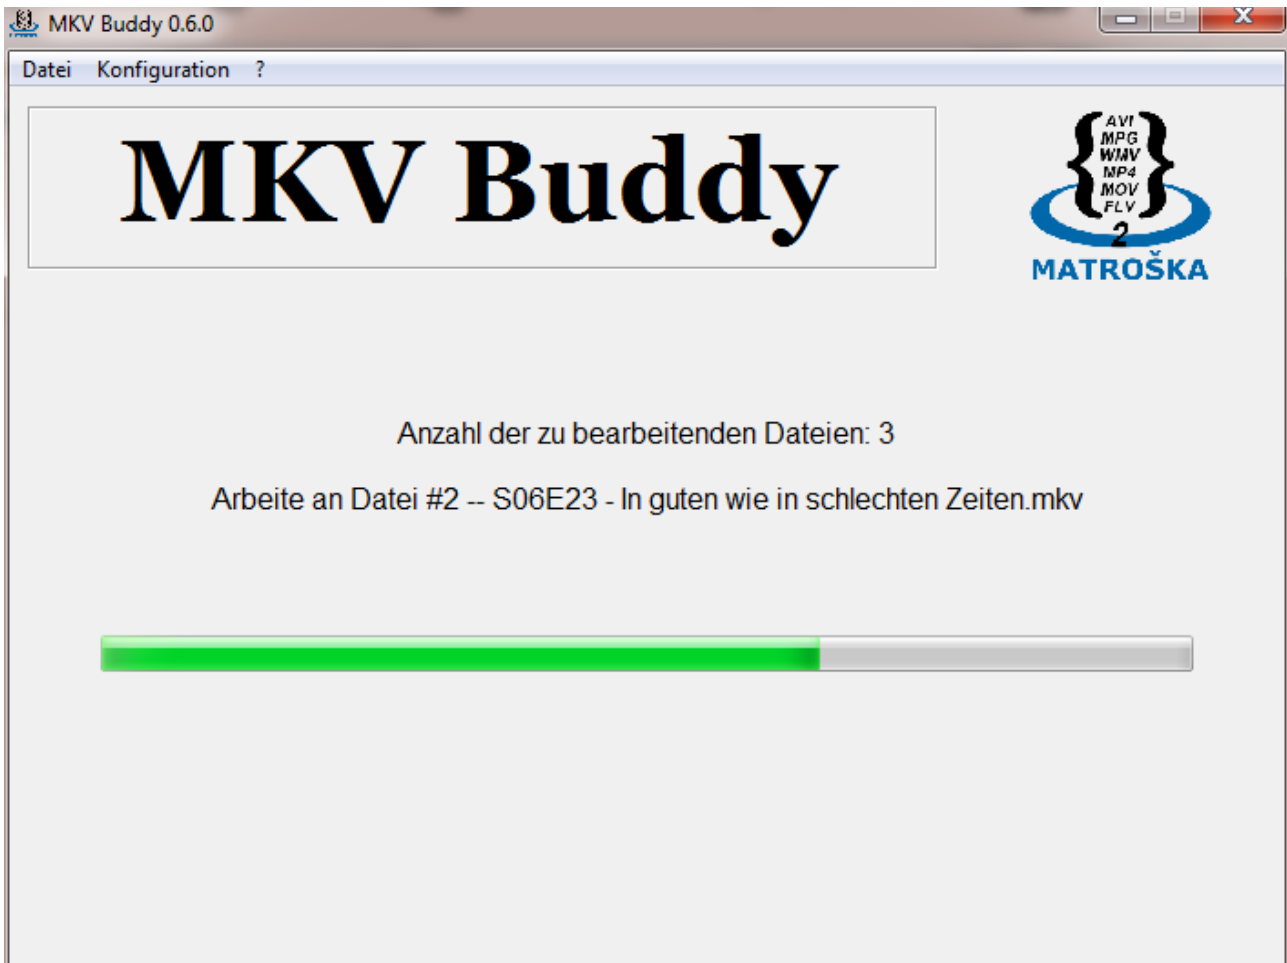 MKV Buddy 0.6.0
Datei Konfiguration ?
MKV Buddy
AVI
MPG
WMV
MP4
MOV
FLV
2
MATROŠKA
Anzahl der zu bearbeitenden Dateien: 3
Arbeite an Datei #2 -- S06E23 - In guten wie in schlechten Zeiten.mkv